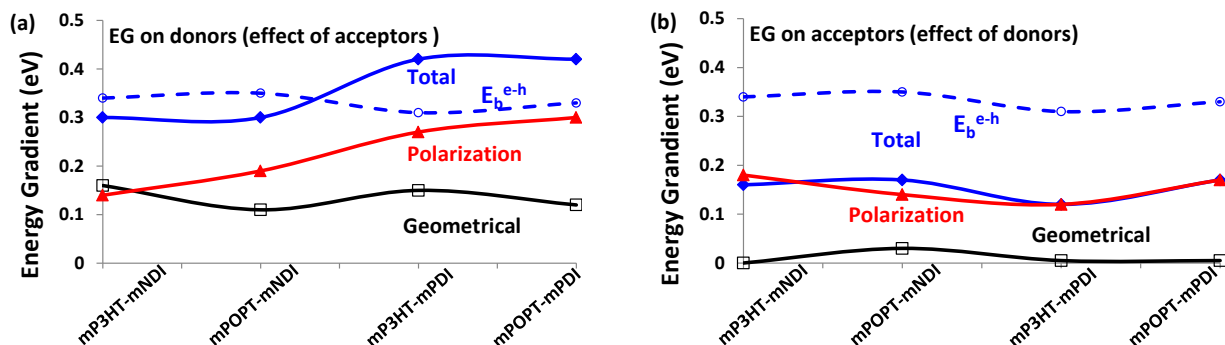 (a)
EG on donors (effect of acceptors )
Energy Gradient (eV)
0.5
0.4
0.3
0.2
0.1
0
Total
E_b^e-h
Polarization
Geometrical
mP3HT-mNDI
mPOPT-mNDI
mP3HT-mPDI
mPOPT-mPDI
(b)
EG on acceptors (effect of donors)
Energy Grandient (eV)
0.5
0.4
0.3
0.2
0.1
0
E_b^e-h
Total
Polarization
Geometrical
mP3HT-mNDI
mPOPT-mNDI
mP3HT-mPDI
mPOPT-mPDI